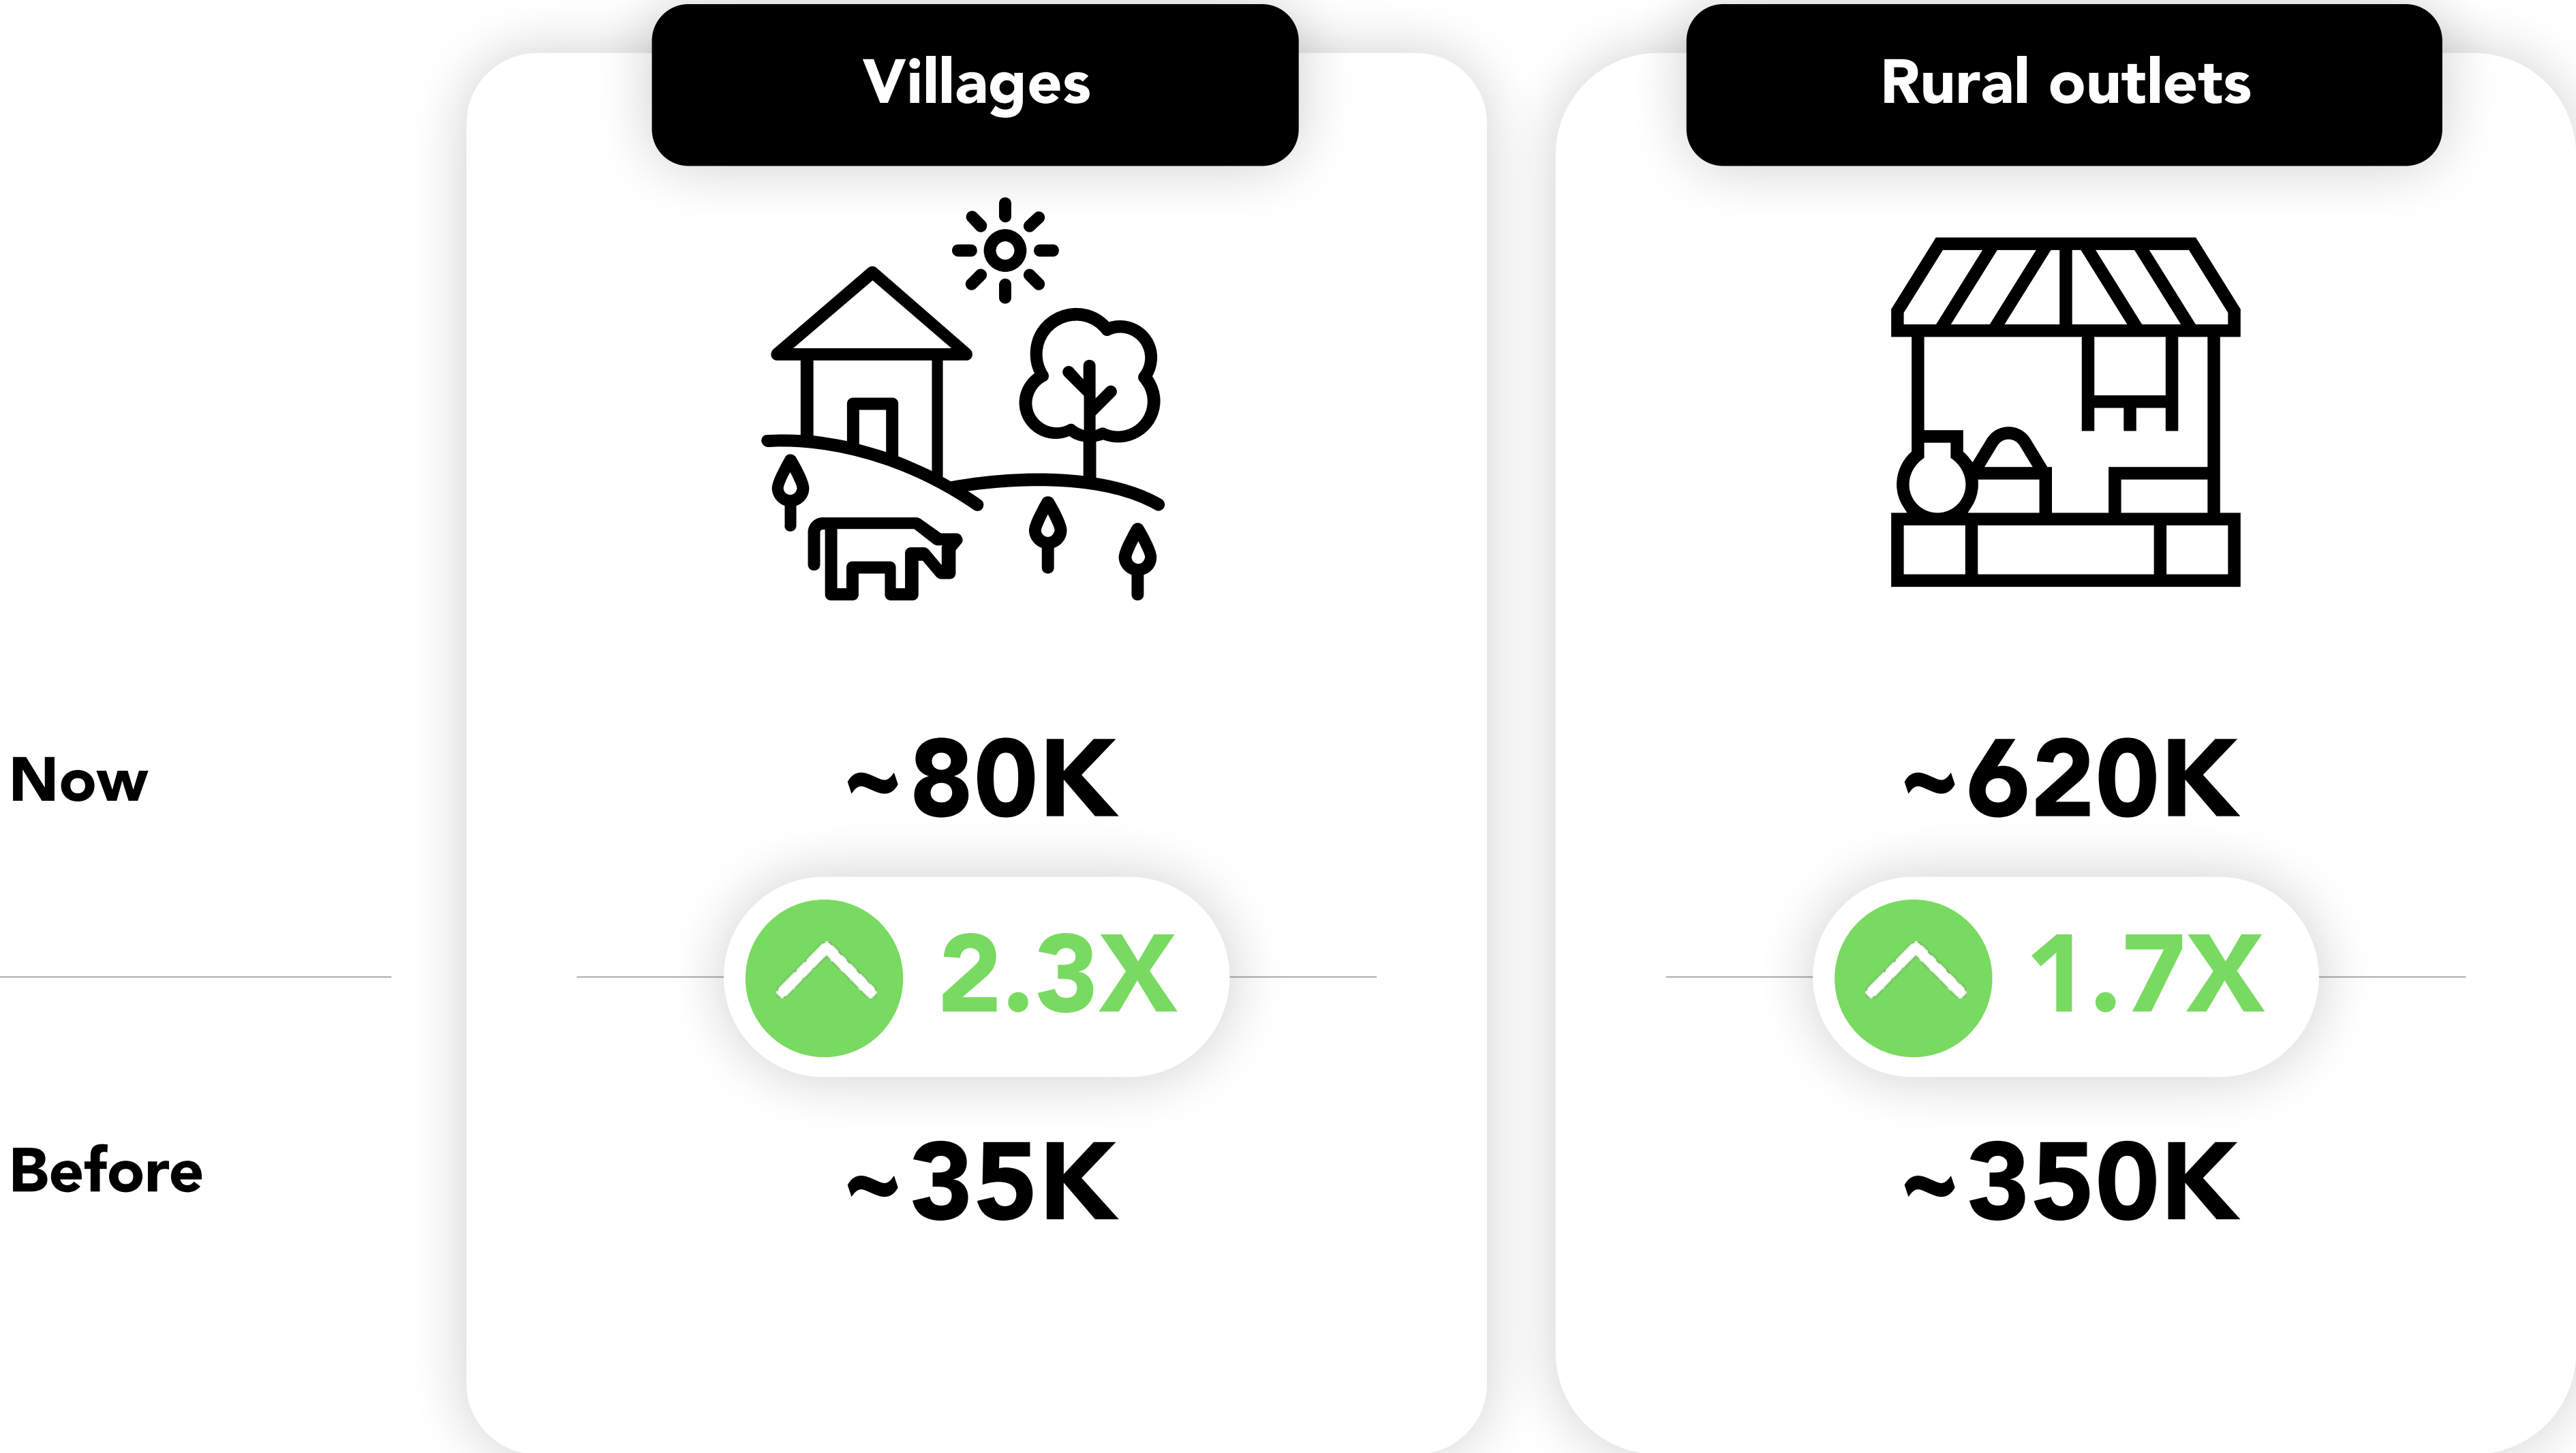 Villages
Rural outlets
Now
~80K
~620K
2.3X
1.7X
Before
~35K
~350K